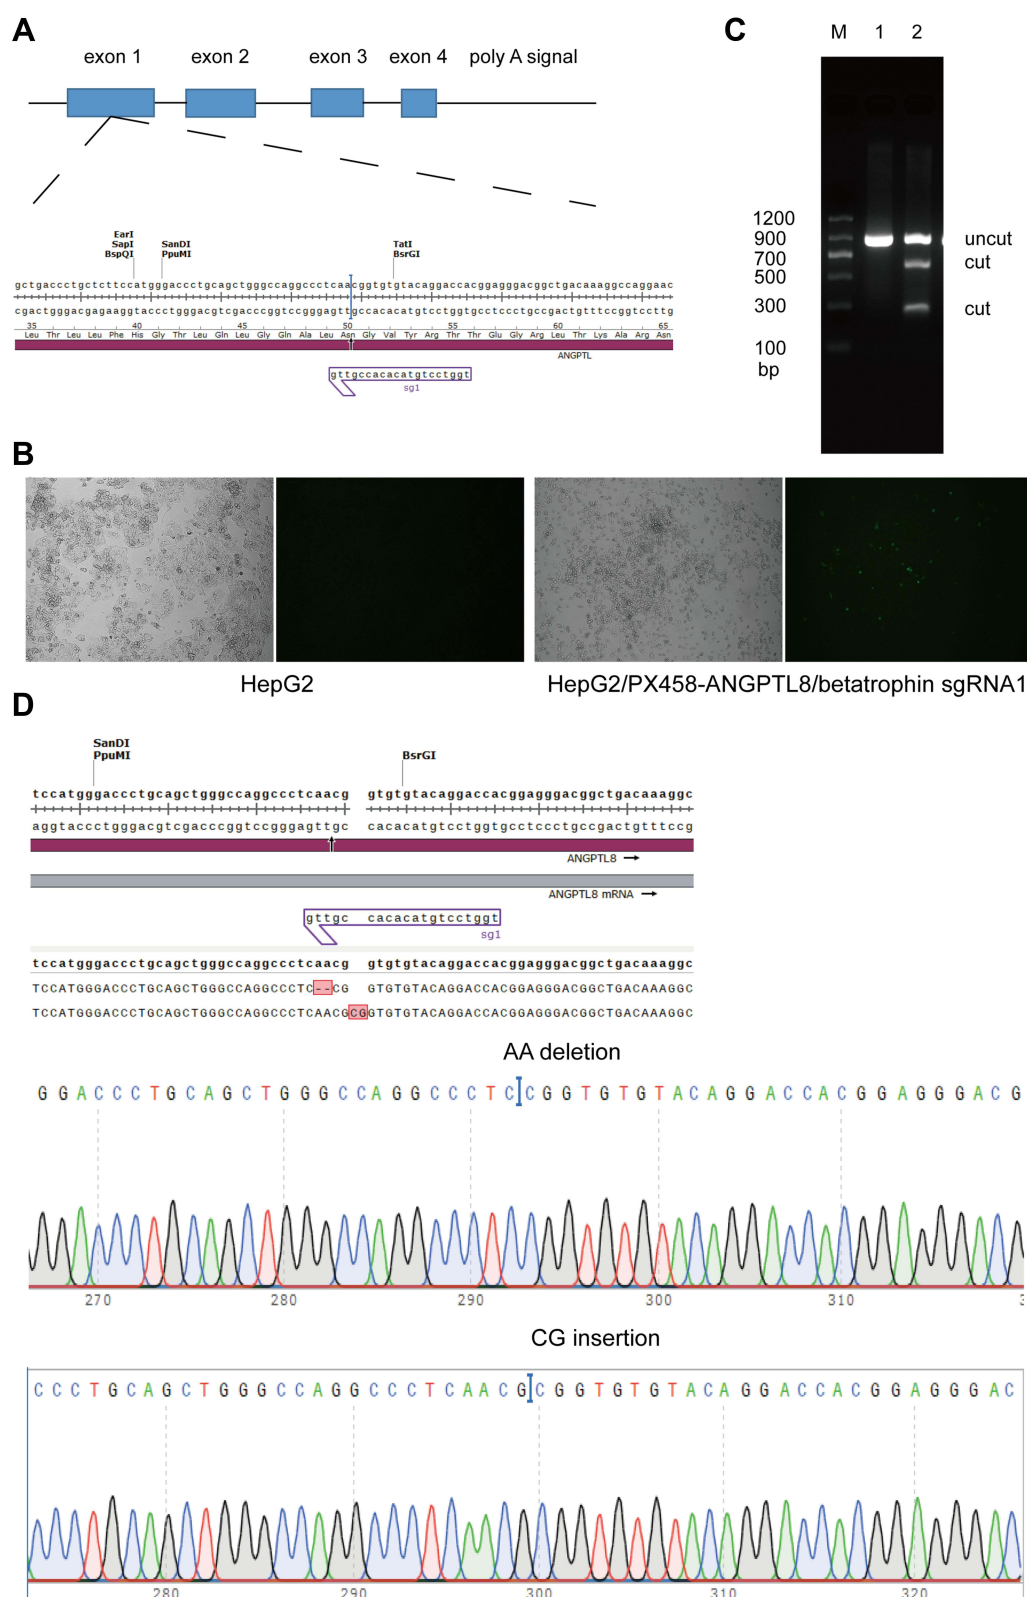 A
exon 1 exon 2 exon 3 exon 4 poly A signal
EarI
SapI
BspQI
SanDI
PpuMI
TatI
BsrGI
gctgaccctgctcttccatgggaccctgcagctgggccaggccctcaacggtgtgtacaggaccacggagggacggctgacaaaggccaggaac
cgactgggacgagaaggtaccctgggacgtcgacccggtccgggagttgccacacatgtcctggtgcctccctgccgactgtttccggtccttg
35 40 45 50 55 60 65
Leu Thr Leu Leu Phe His Gly Thr Leu Gln Leu Gly Gln Ala Leu Asn Gly Val Tyr Arg Thr Thr Glu Gly Arg Leu Thr Lys Ala Arg Asn
ANGPTL
gttgccacacatgtcctggt
sg1
C
M 1 2
1200
900
700
500
300
100
bp
uncut
cut
cut
B
HepG2
HepG2/PX458-ANGPTL8/betatrophin sgRNA1
D
SanDI
PpuMI
BsrGI
tccatgggaccctgcagctgggccaggccctcaacg gtgtgtacaggaccacggagggacggctgacaaaggc
aggtaccctgggacgtcgacccggtccgggagttgc cacacatgtcctggtgcctccctgccgactgtttccg
ANGPTL8
ANGPTL8 mRNA
gttgc cacacatgtcctggt
sg1
tccatgggaccctgcagctgggccaggccctcaacg gtgtgtacaggaccacggagggacggctgacaaaggc
TCCATGGGACCCTGCAGCTGGGCCAGGCCCTC--CG GTGTGTACAGGACCACGGAGGGACGGCTGACAAAGGC
TCCATGGGACCCTGCAGCTGGGCCAGGCCCTCAACGCGGTGTGTACAGGACCACGGAGGGACGGCTGACAAAGGC
AA deletion
GGACCCTGCAGCTGGGCCAGGCCCTCCGGTGTGTACAGGACCACGGAGGGACG
270 280 290 300 310
CG insertion
CCCTGCAGCTGGGCCAGGCCCTCAACGCGGTGTGTACAGGACCACGGAGGGAC
280 290 300 310 320